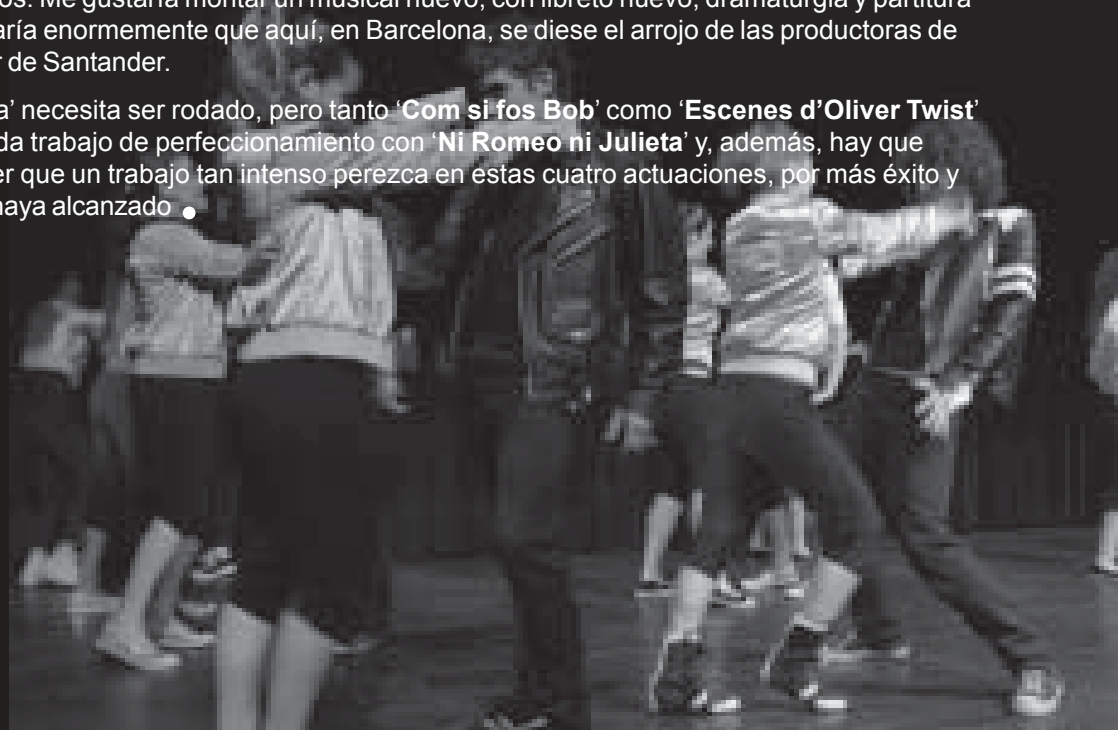 os. Me gustaría montar un musical nuevo, con libreto nuevo, dramaturgia y partitura
aría enormemente que aquí, en Barcelona, se diese el arrojo de las productoras de
r de Santander.
a’ necesita ser rodado, pero tanto ‘Com si fos Bob’ como ‘Escenes d’Oliver Twist’
da trabajo de perfeccionamiento con ‘Ni Romeo ni Julieta’ y, además, hay que
er que un trabajo tan intenso perezca en estas cuatro actuaciones, por más éxito y
haya alcanzado